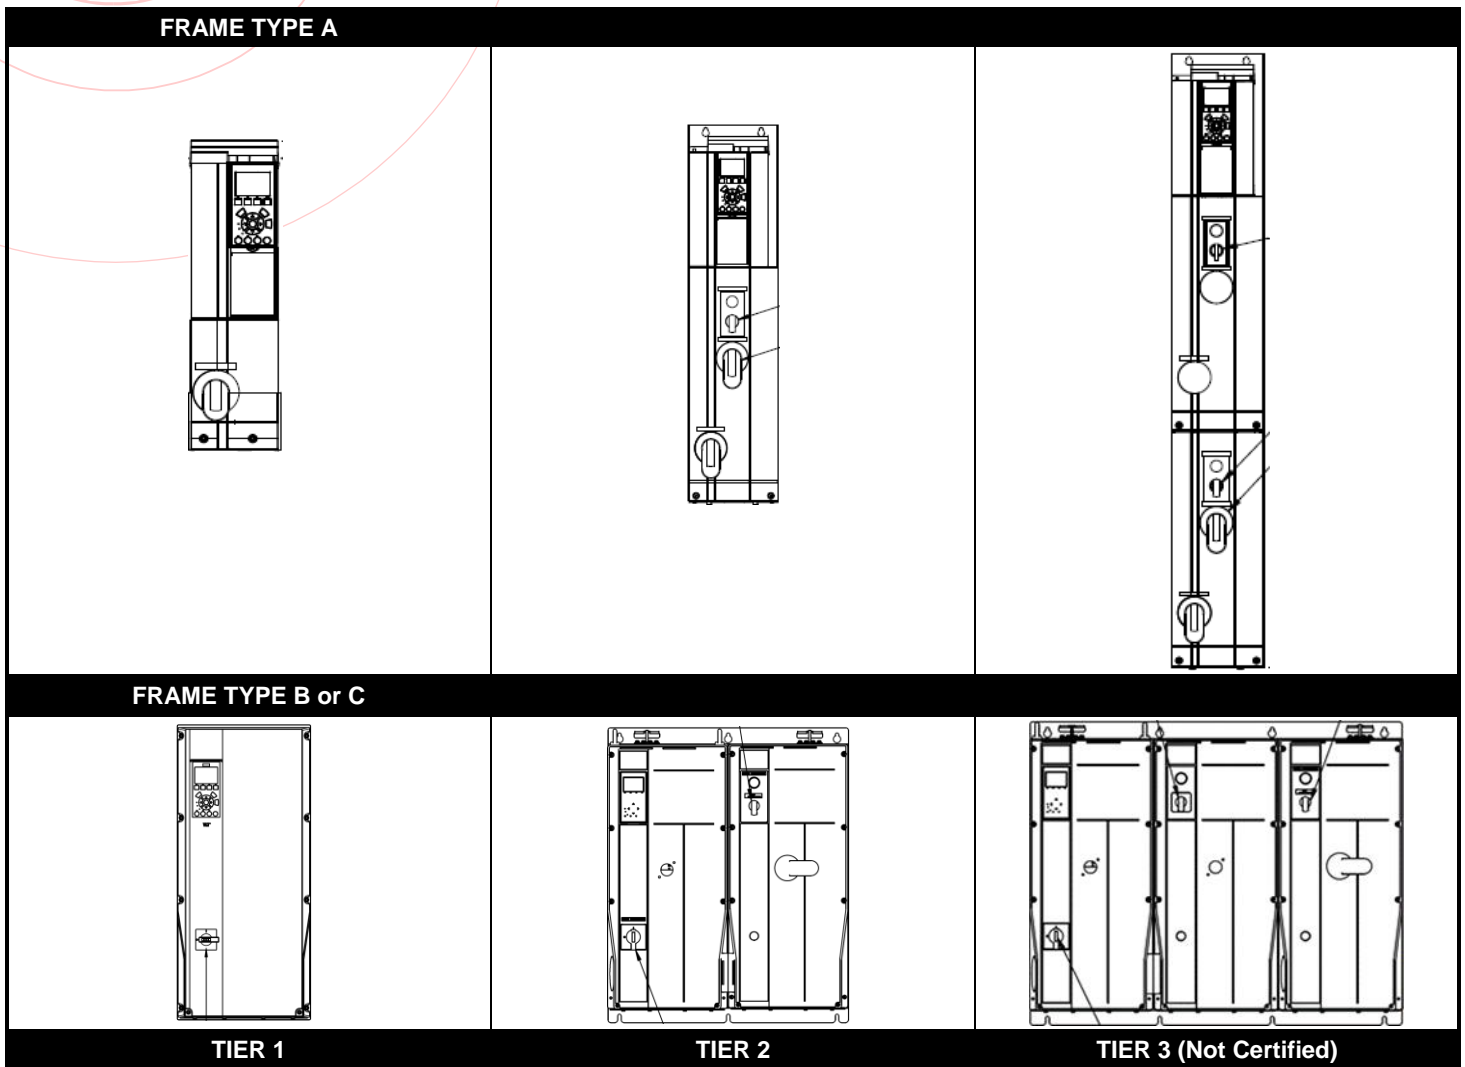 FRAME TYPE A
FRAME TYPE B or C
TIER 1
TIER 2
TIER 3 (Not Certified)